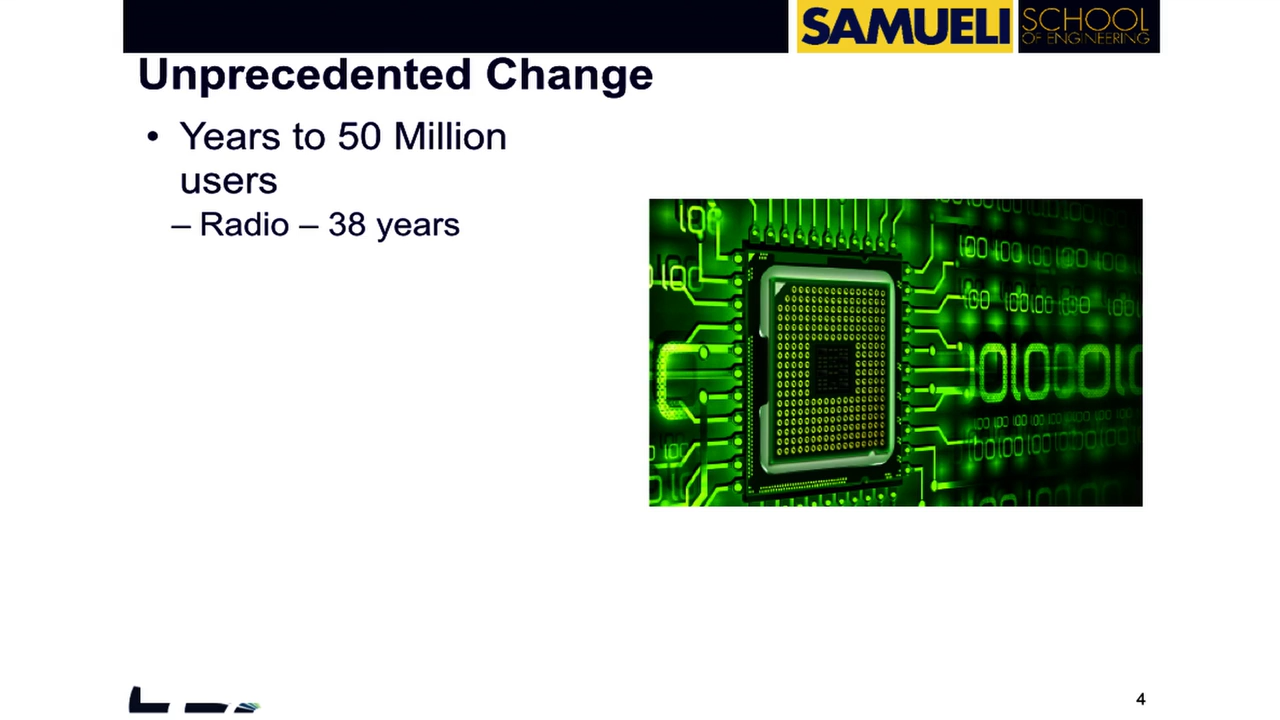 SAMUELI
SCHOOL
OF ENGINEERING
Unprecedented Change
• Years to 50 Million
users
– Radio – 38 years
4